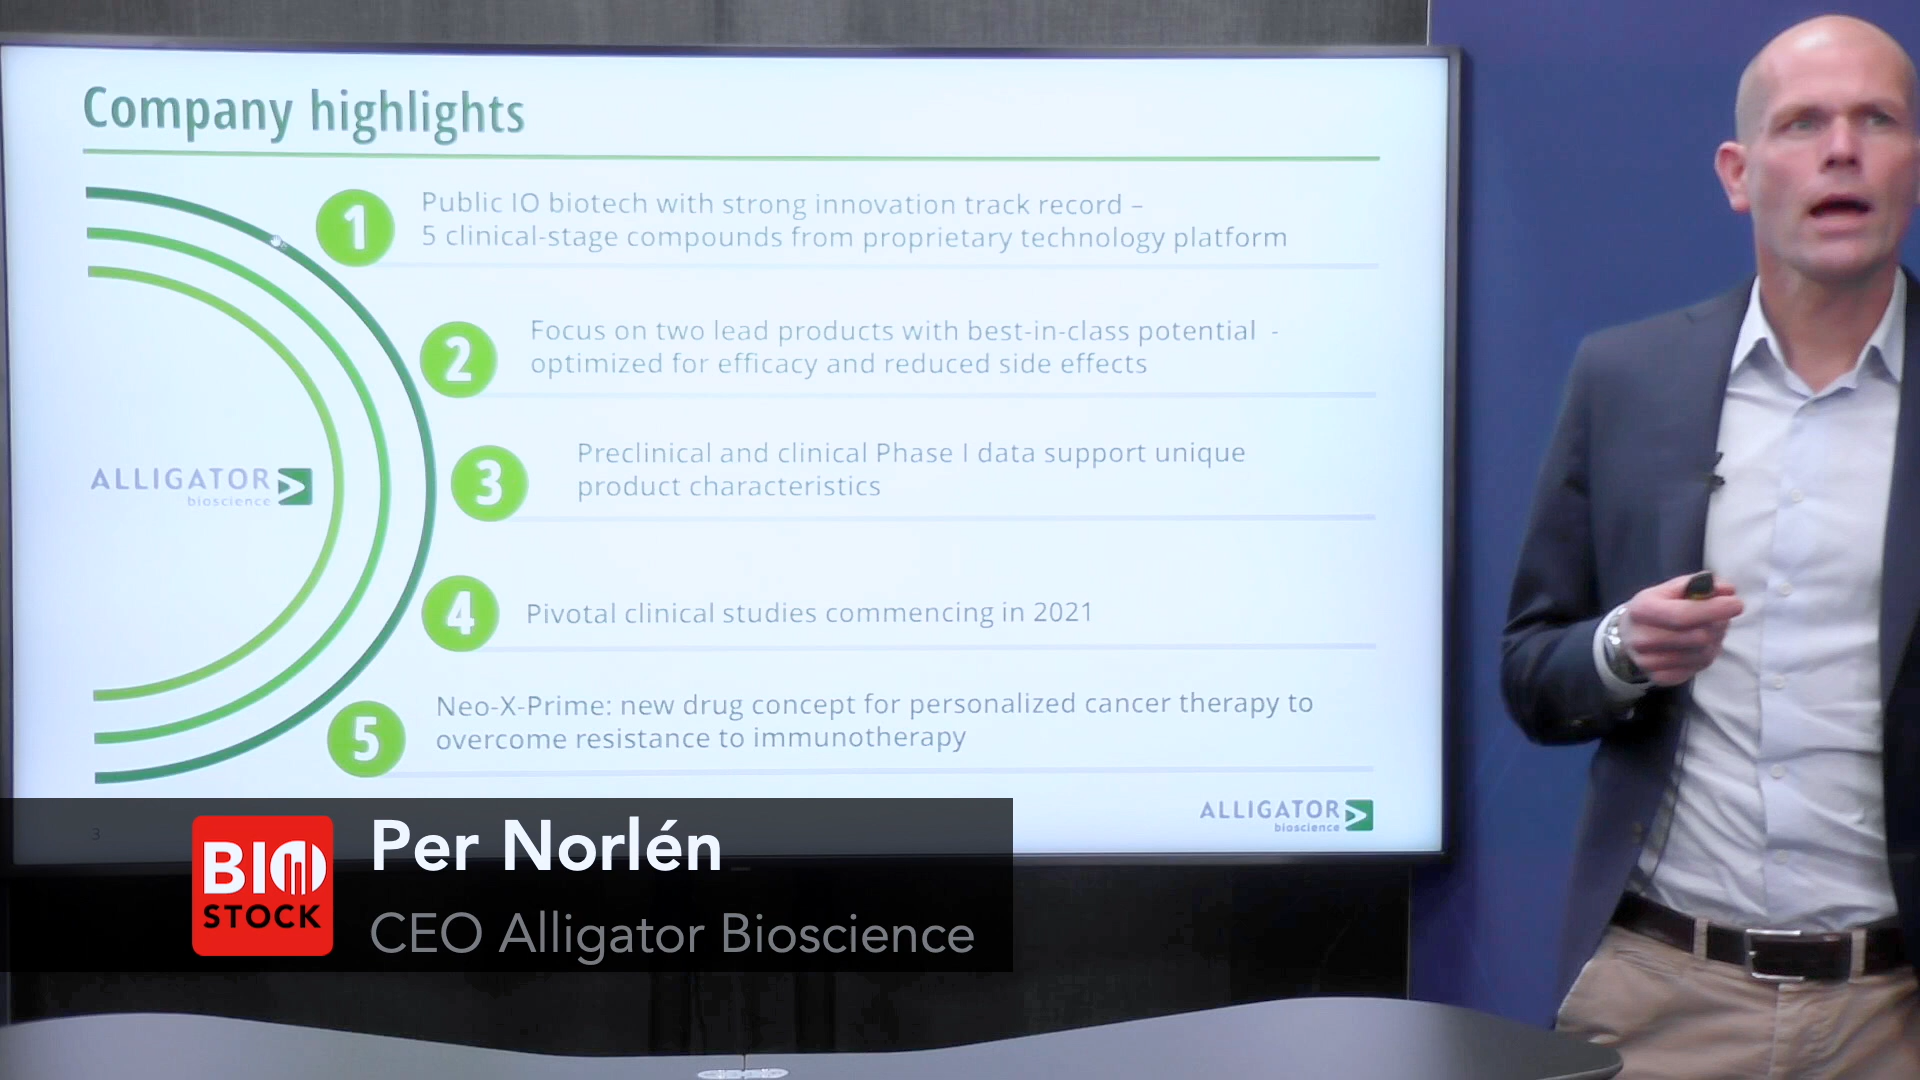 Company highlights
1
Public IO biotech with strong innovation track record –
5 clinical-stage compounds from proprietary technology platform
2
Focus on two lead products with best-in-class potential -
optimized for efficacy and reduced side effects
3
Preclinical and clinical Phase I data support unique
product characteristics
ALLIGATOR
bioscience
4
Pivotal clinical studies commencing in 2021
5
Neo-X-Prime: new drug concept for personalized cancer therapy to
overcome resistance to immunotherapy
ALLIGATOR
bioscience
3
BIO
STOCK
Per Norlén
CEO Alligator Bioscience